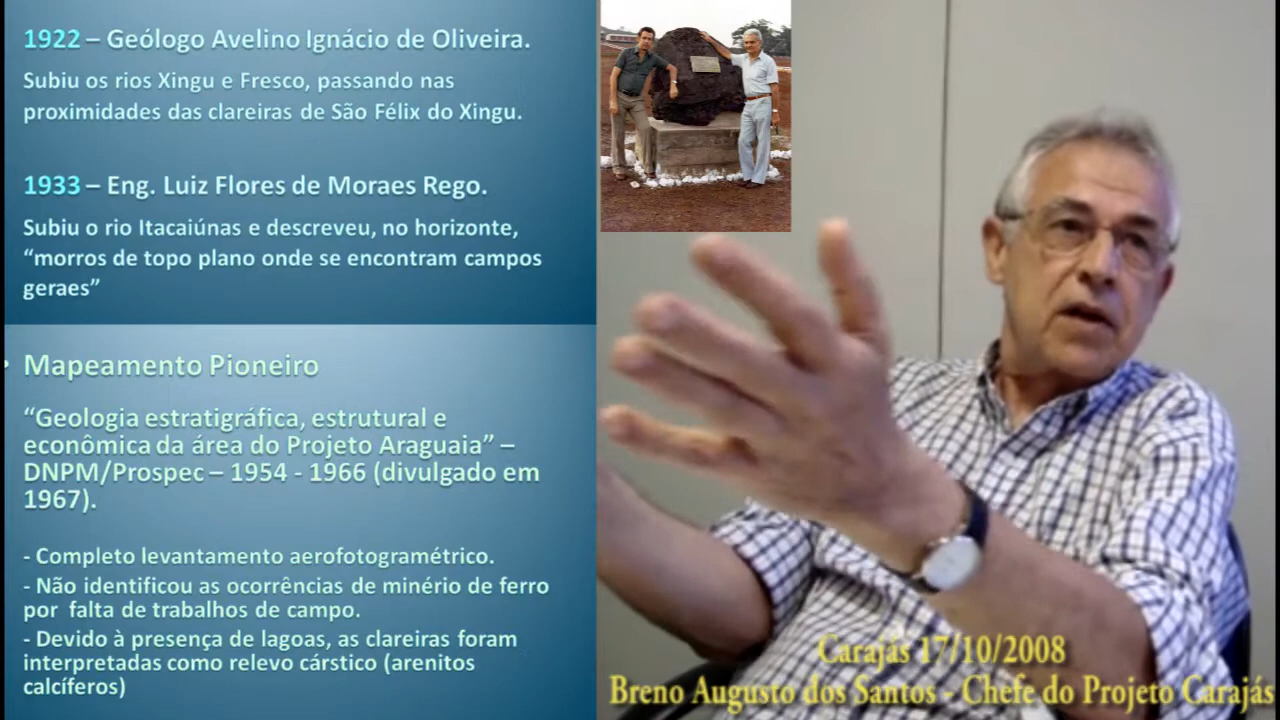 1922 – Geólogo Avelino Ignácio de Oliveira.
Subiu os rios Xingu e Fresco, passando nas
proximidades das clareiras de São Félix do Xingu.
1933 – Eng. Luiz Flores de Moraes Rego.
Subiu o rio Itacaiúnas e descreveu, no horizonte,
“morros de topo plano onde se encontram campos
geraes”
• Mapeamento Pioneiro
“Geologia estratigráfica, estrutural e
econômica da área do Projeto Araguaia” –
DNPM/Prospec – 1954 - 1966 (divulgado em
1967).
- Completo levantamento aerofotogramétrico.
- Não identificou as ocorrências de minério de ferro
por falta de trabalhos de campo.
- Devido à presença de lagoas, as clareiras foram
interpretadas como relevo cárstico (arenitos
calcíferos)
Carajás 17/10/2008
Breno Augusto dos Santos - Chefe do Projeto Carajás